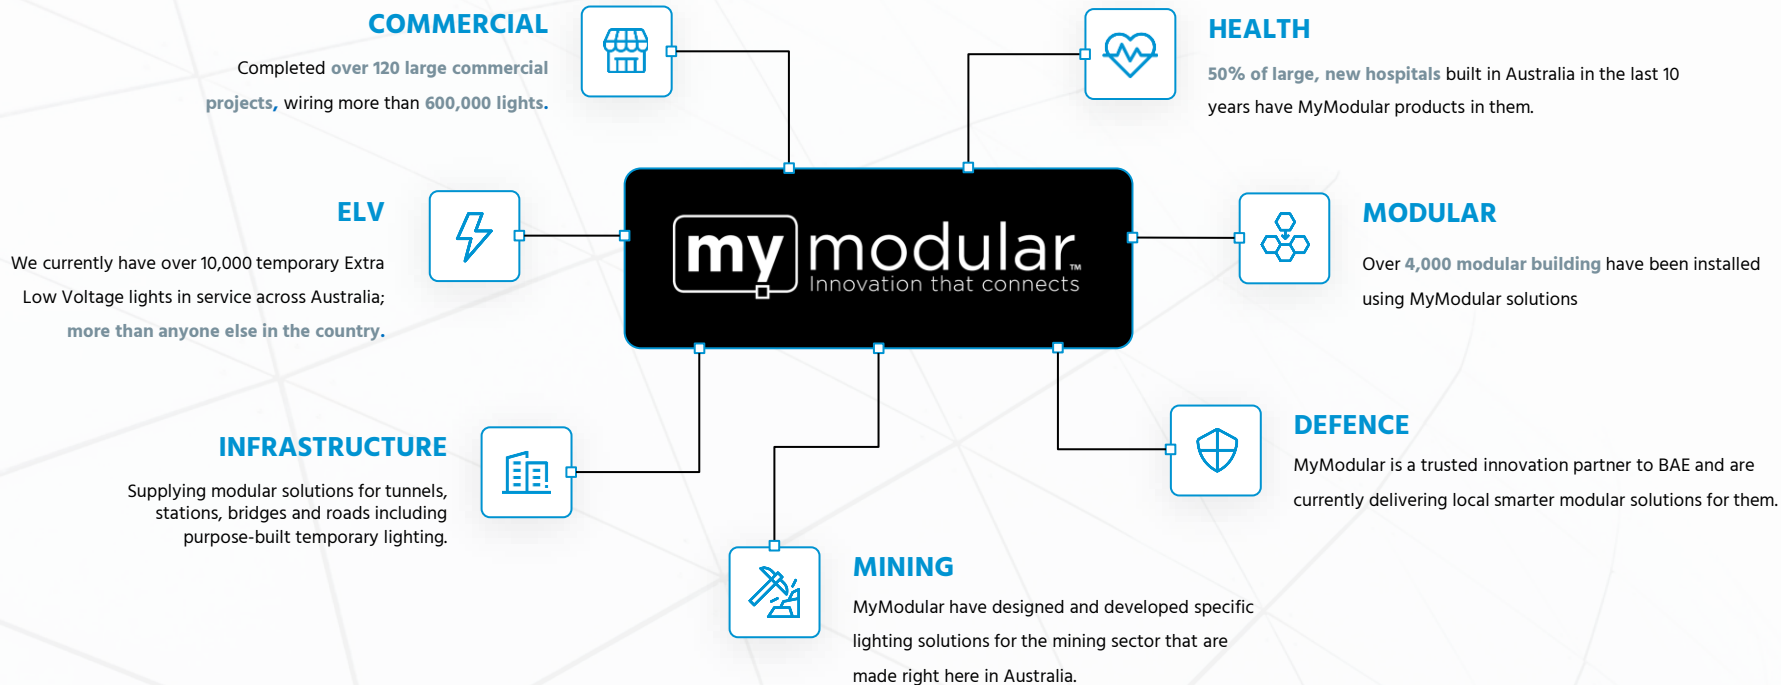 COMMERCIAL
Completed over 120 large commercial
projects, wiring more than 600,000 lights.
HEALTH
50% of large, new hospitals built in Australia in the last 10
years have MyModular products in them.
ELV
We currently have over 10,000 temporary Extra
Low Voltage lights in service across Australia;
more than anyone else in the country.
my modular™
Innovation that connects
MODULAR
Over 4,000 modular building have been installed
using MyModular solutions
INFRASTRUCTURE
Supplying modular solutions for tunnels,
stations, bridges and roads including
purpose-built temporary lighting.
DEFENCE
MyModular is a trusted innovation partner to BAE and are
currently delivering local smarter modular solutions for them.
MINING
MyModular have designed and developed specific
lighting solutions for the mining sector that are
made right here in Australia.